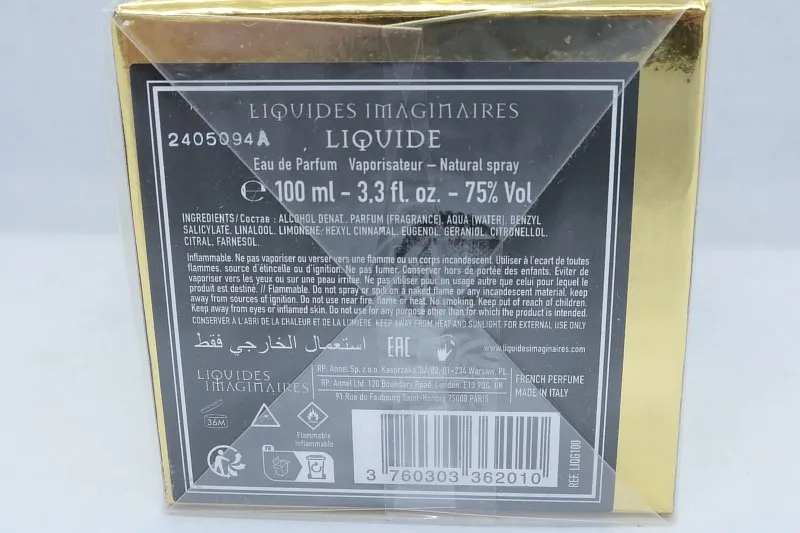 LIQUIDES IMAGINAIRES
2405094A LIQUIDE
Eau de Parfum Vaporisateur – Natural spray
℮ 100 ml – 3,3 fl. oz. – 75% Vol
INGREDIENTS/Состав : ALCOHOL DENAT., PARFUM (FRAGRANCE), AQUA (WATER), BENZYL
SALICYLATE, LINALOOL, LIMONENE, HEXYL CINNAMAL, EUGENOL, GERANIOL, CITRONELLOL,
CITRAL, FARNESOL.
Inflammable. Ne pas vaporiser ou verser vers une flamme ou un corps incandescent. Utiliser à l'écart de toutes
flammes, source d'étincelle ou d'ignition. Ne pas fumer. Conserver hors de portée des enfants. Éviter de
vaporiser vers les yeux ou sur une peau irritée. Ne pas utiliser pour un usage autre que celui pour lequel le
produit est destiné. // Flammable. Do not spray or spill on a naked flame or any incandescent material, keep
away from sources of ignition. Do not use near fire, flame or heat. No smoking. Keep out of reach of children.
Keep away from eyes or inflamed skin. Do not use for any purpose other than for which the product is intended.
CONSERVER À L'ABRI DE LA CHALEUR ET DE LA LUMIÈRE. KEEP AWAY FROM HEAT AND SUNLIGHT. FOR EXTERNAL USE ONLY
استعمال الخارجي فقط EAC www.liquidesimaginaires.com
LIQUIDES
IMAGINAIRES
RP- Annel Sp. z o.o. Kasprzaka 31A/82, 01-234 Warsaw, PL
RP- Annel Ltd. 120 Boundary Road, London, E13 9QG, UK
91 Rue du Faubourg Saint-Honoré 75008 PARIS
FRENCH PERFUME
MADE IN ITALY
36M
Flammable
Inflammable
FR
3 760303 362010
REF. LIQG100